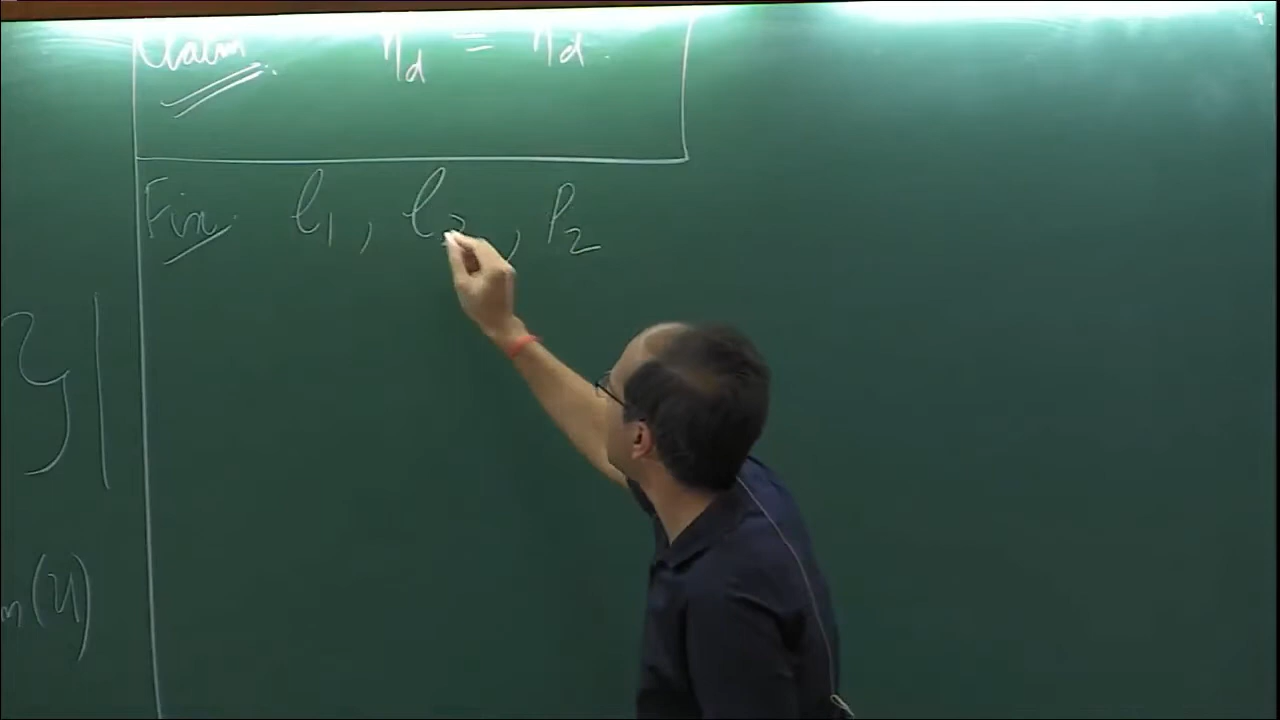 Claim η_d = η_d.
Fix: l₁, l₂, P₂
}|
m(U)